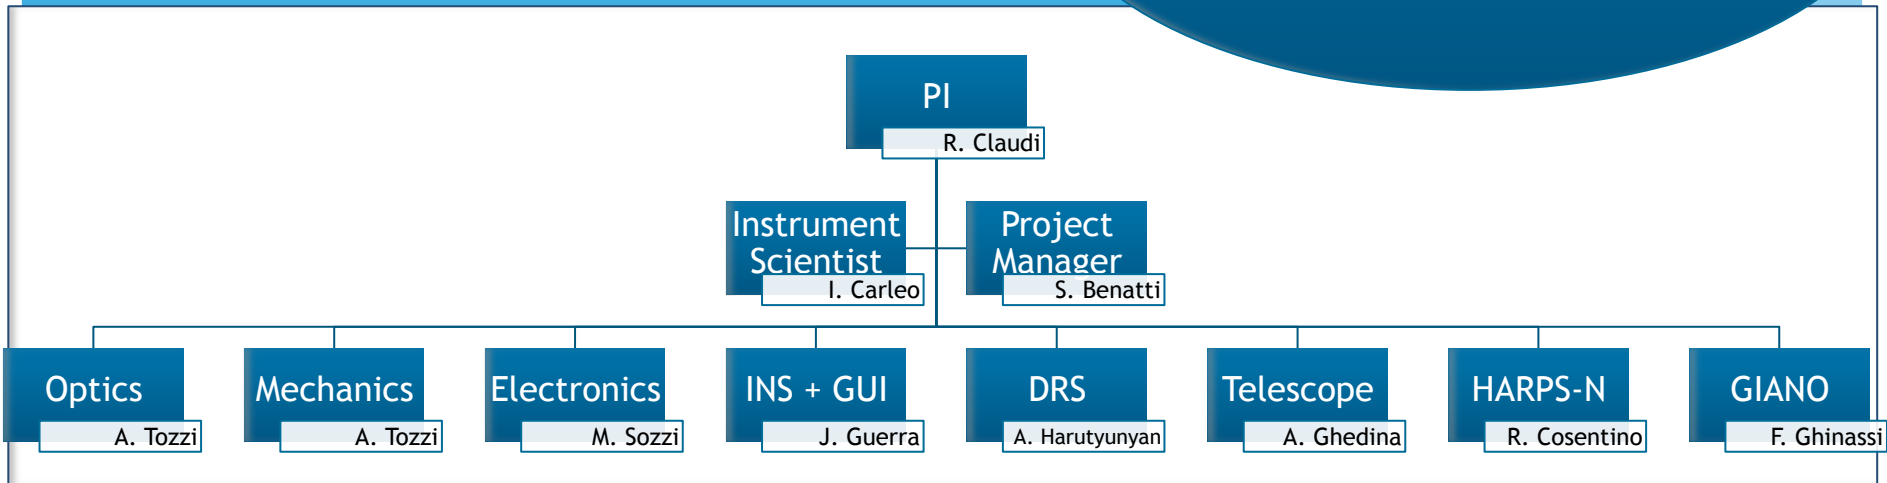 PI
R. Claudi
Instrument
Scientist
I. Carleo
Project
Manager
S. Benatti
Optics
A. Tozzi
Mechanics
A. Tozzi
Electronics
M. Sozzi
INS + GUI
J. Guerra
DRS
A. Harutyunyan
Telescope
A. Ghedina
HARPS-N
R. Cosentino
GIANO
F. Ghinassi